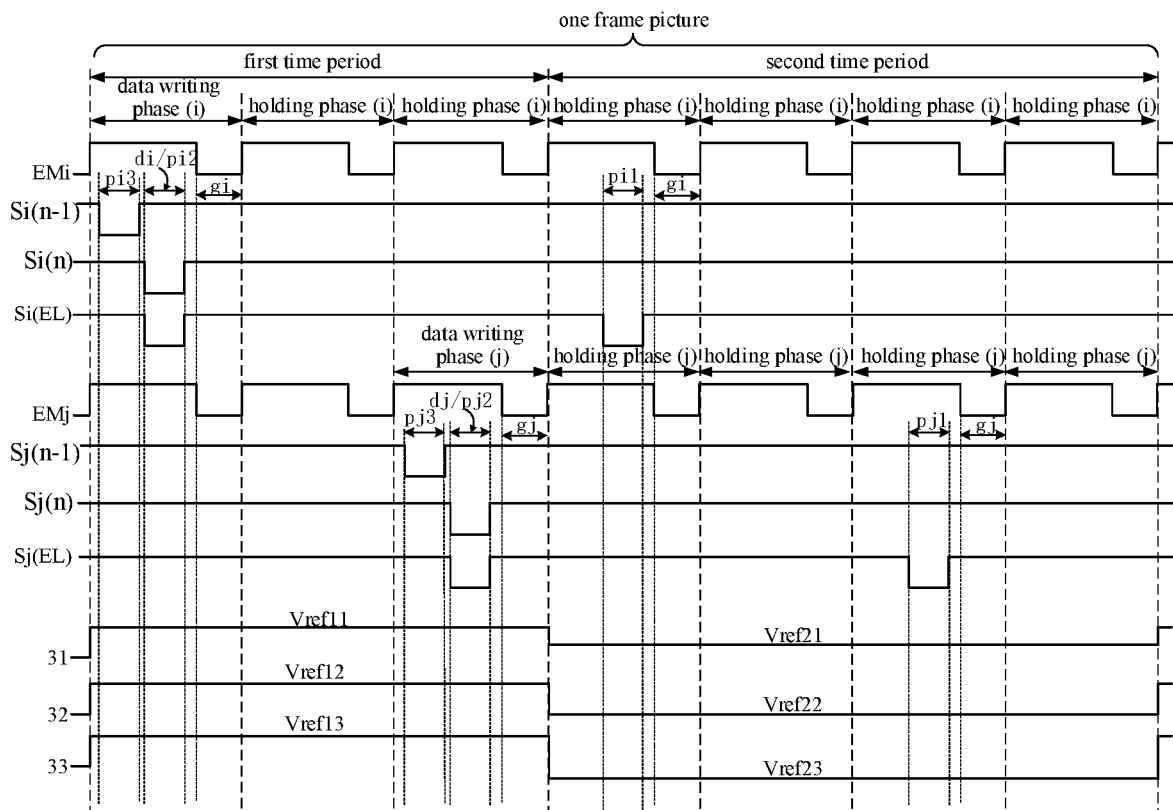 one frame picture
first time period
second time period
data writing
phase (i)
holding phase (i)
holding phase (i)
holding phase (i)
holding phase (i)
holding phase (i)
holding phase (i)
EMi
pi3
di/pi2
gi
pi1
gi
Si(n-1)
Si(n)
Si(EL)
data writing
phase (j)
holding phase (j)
holding phase (j)
holding phase (j)
holding phase (j)
EMj
pj3
dj/pj2
gj
pj1
gj
Sj(n-1)
Sj(n)
Sj(EL)
Vref11
Vref21
31
Vref12
Vref22
32
Vref13
Vref23
33